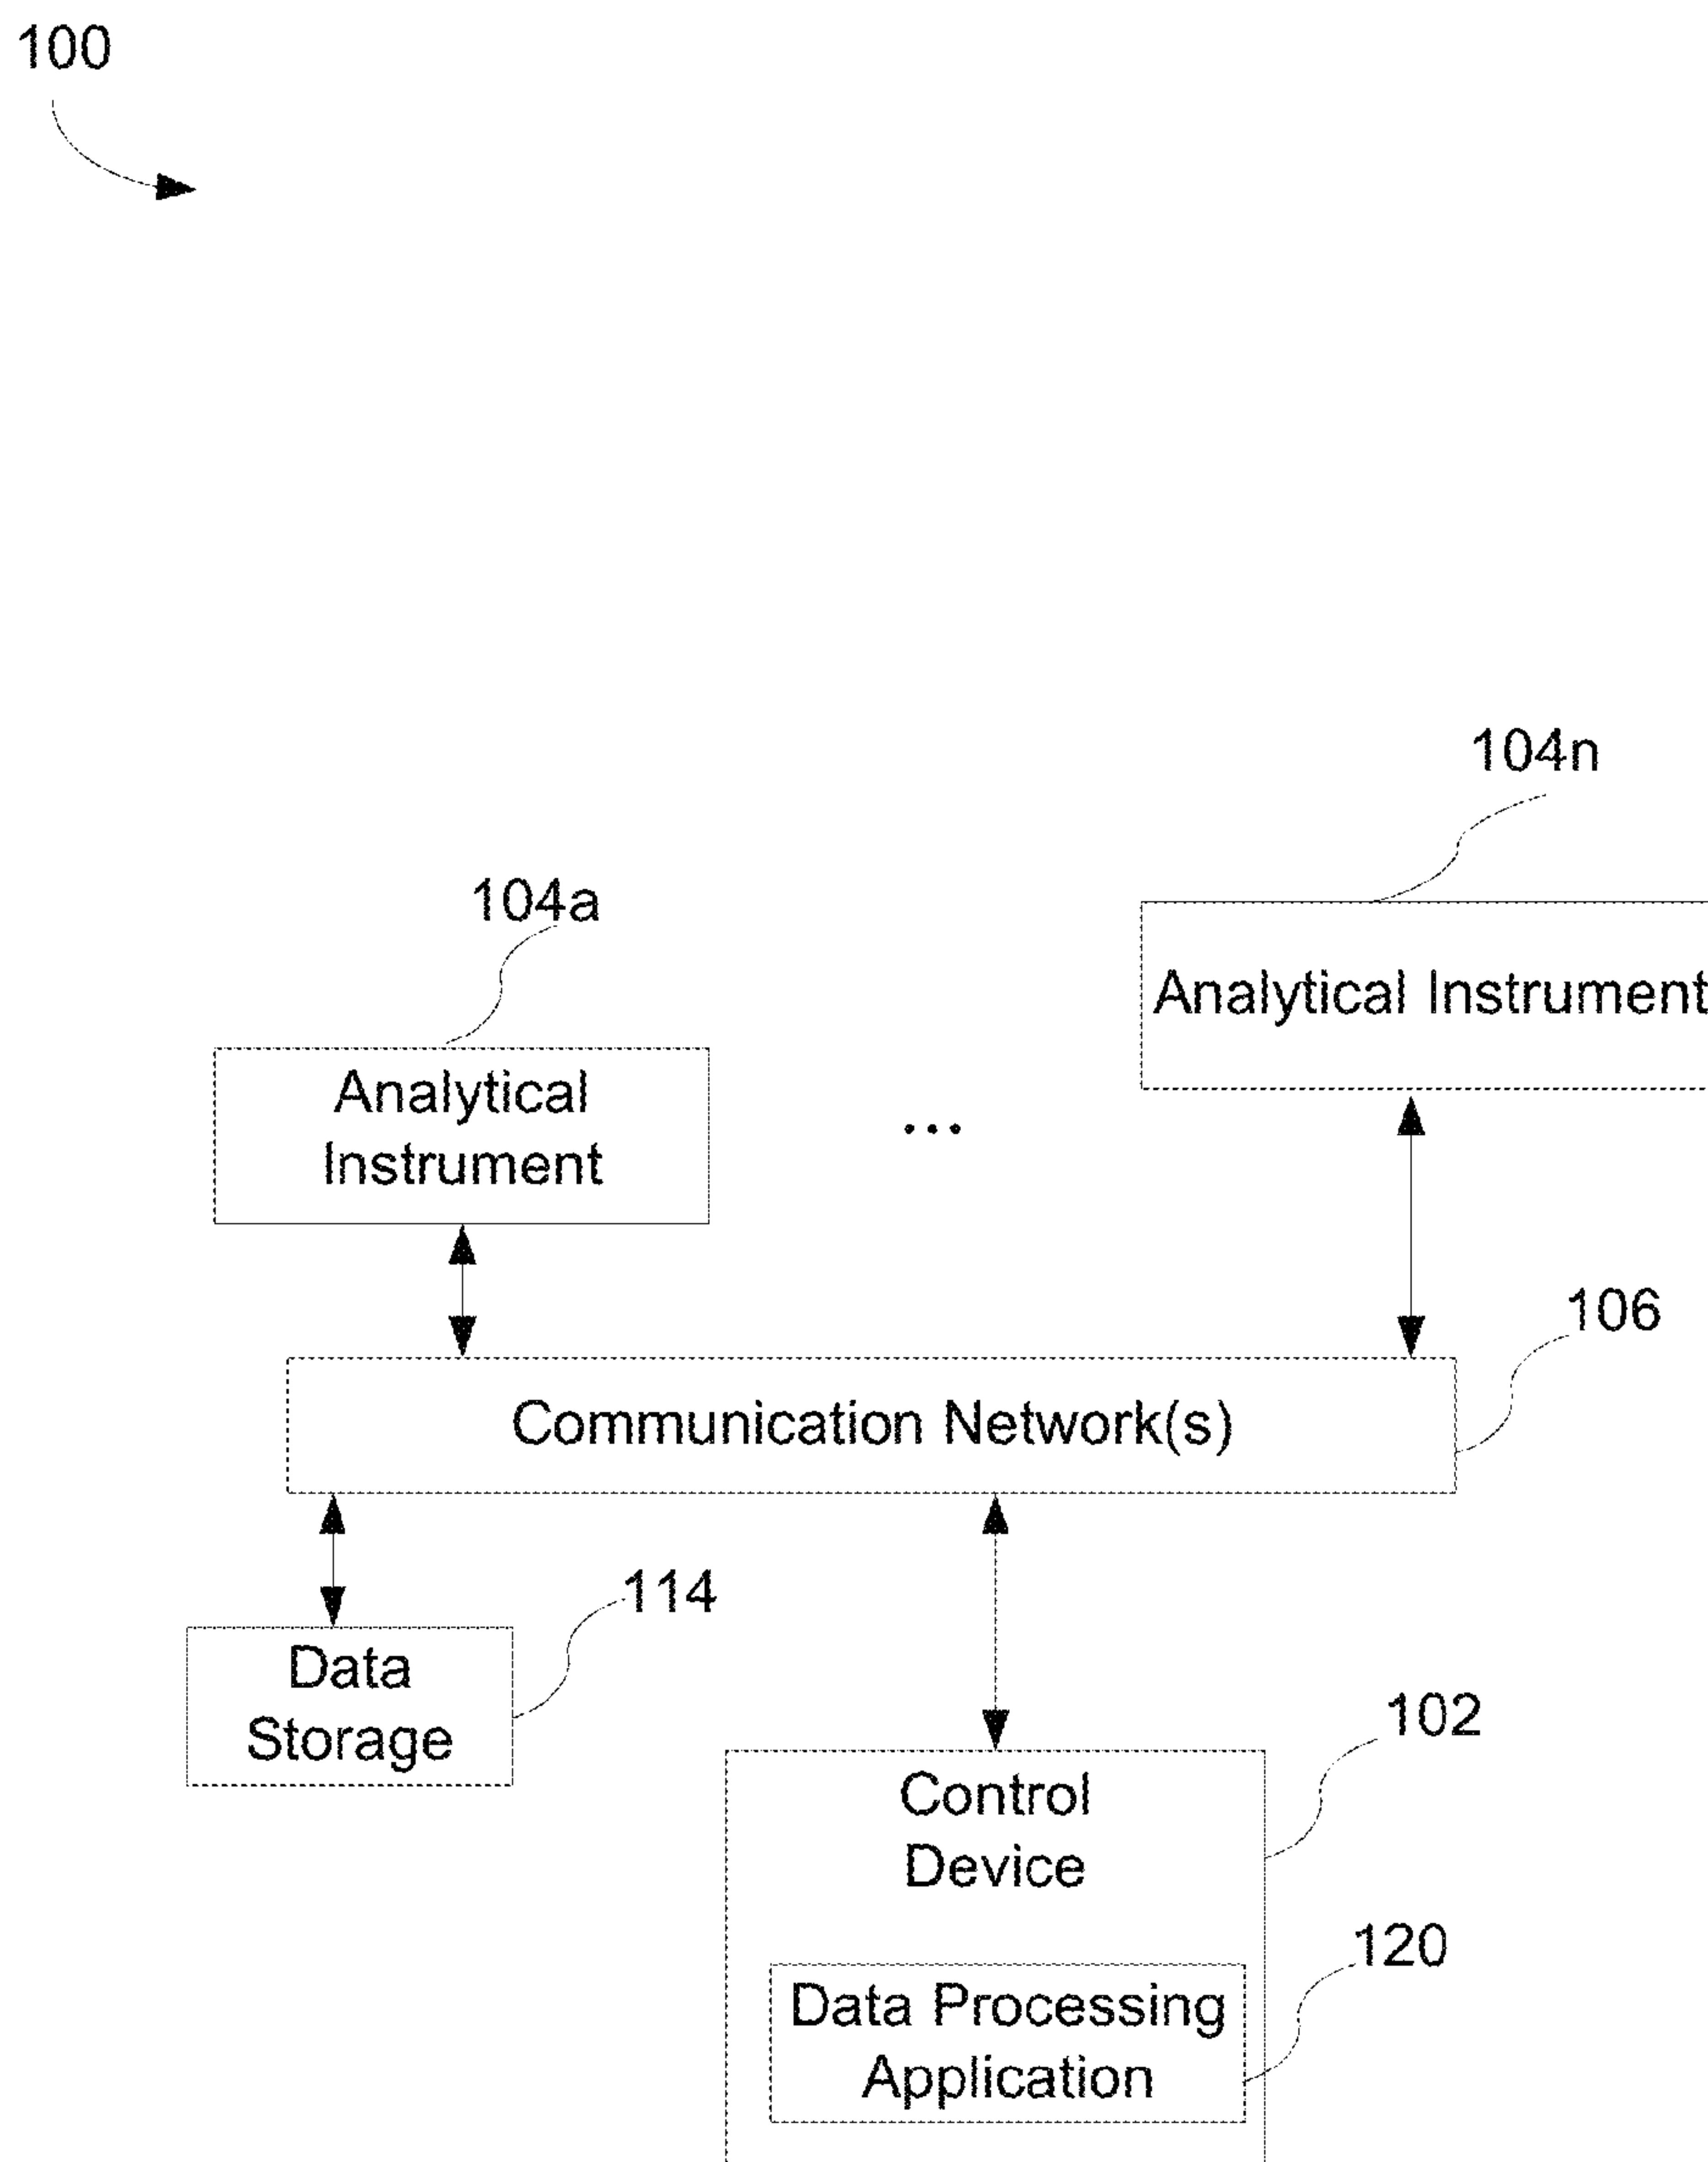 100
104n
104a
Analytical Instrument
Analytical
Instrument
...
106
Communication Network(s)
114
Data
Storage
102
Control
Device
120
Data Processing
Application